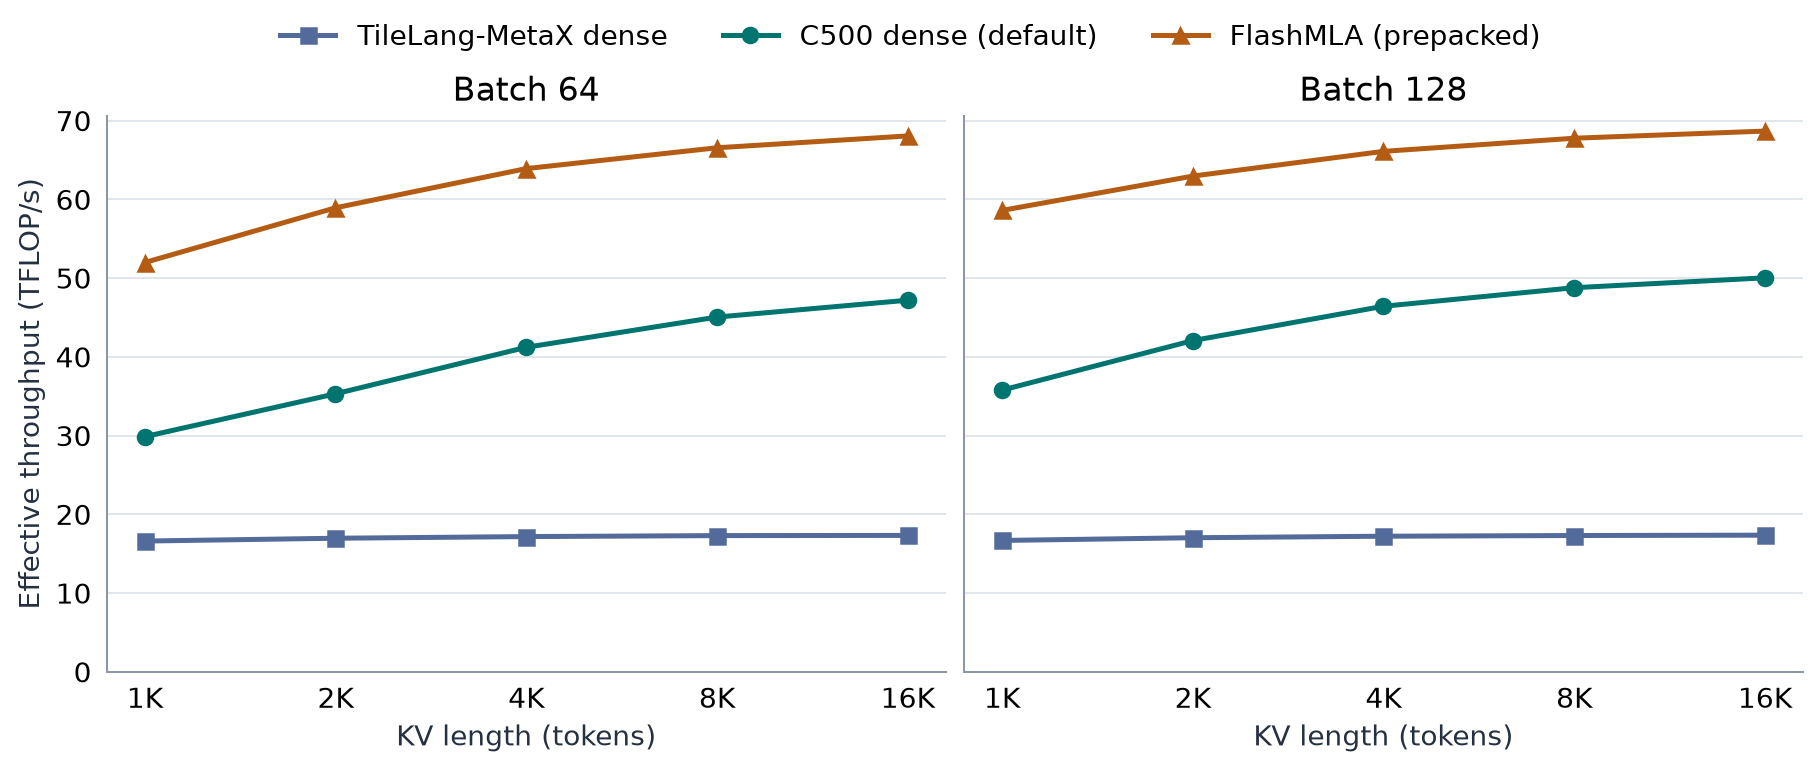 TileLang-MetaX dense C500 dense (default) FlashMLA (prepacked)
Batch 64 Batch 128
Effective throughput (TFLOP/s)
70
60
50
40
30
20
10
0
1K 2K 4K 8K 16K 1K 2K 4K 8K 16K
KV length (tokens) KV length (tokens)